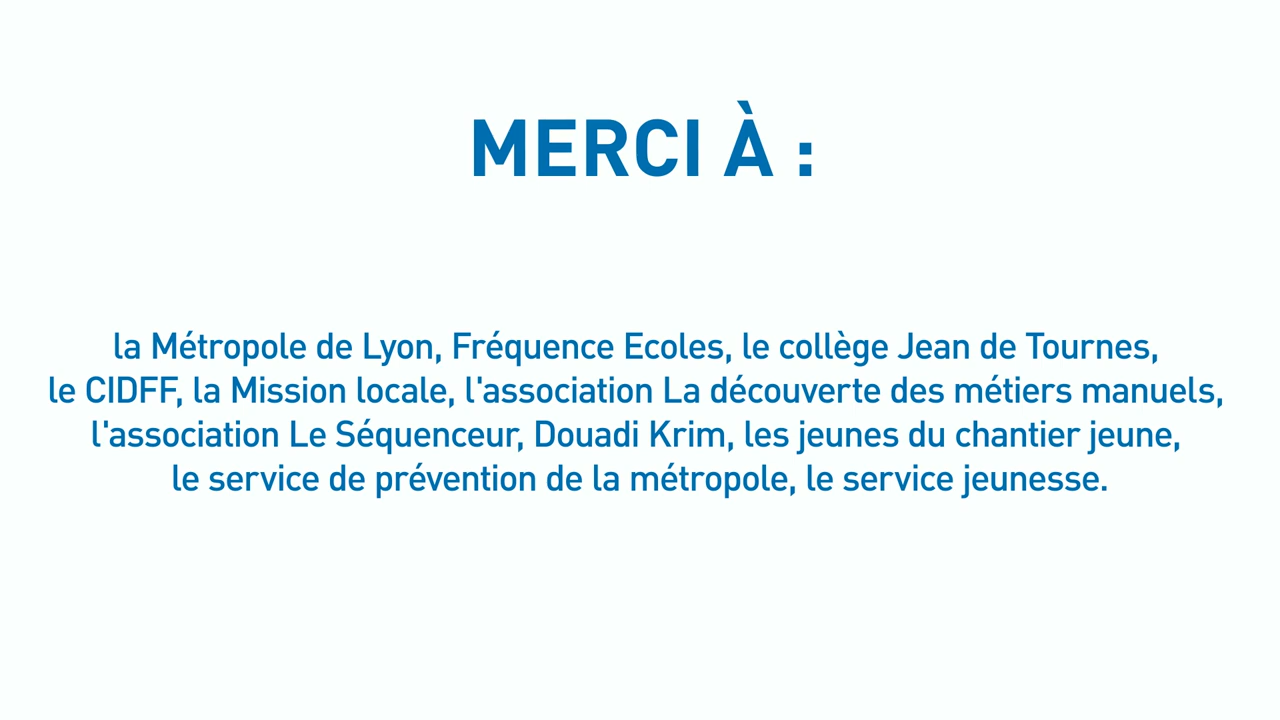 MERCI À :
la Métropole de Lyon, Fréquence Ecoles, le collège Jean de Tournes,
le CIDFF, la Mission locale, l'association La découverte des métiers manuels,
l'association Le Séquenceur, Douadi Krim, les jeunes du chantier jeune,
le service de prévention de la métropole, le service jeunesse.